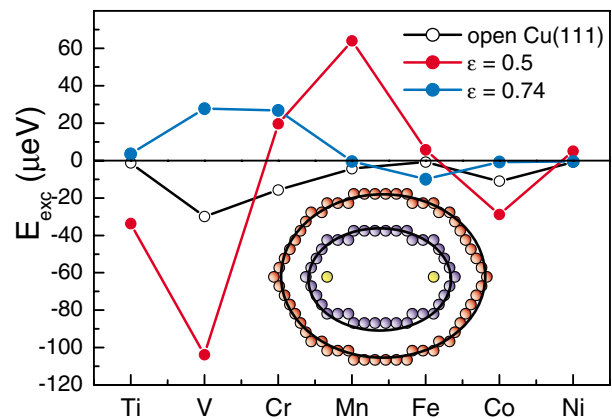 60
40
20
0
-20
-40
-60
-80
-100
-120
E_exc (µeV)
open Cu(111)
ε = 0.5
ε = 0.74
Ti V Cr Mn Fe Co Ni